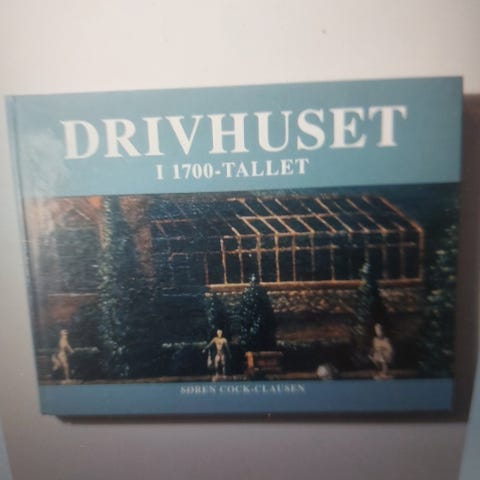 DRIVHUSET
I 1700-TALLET
SØREN COCK-CLAUSEN